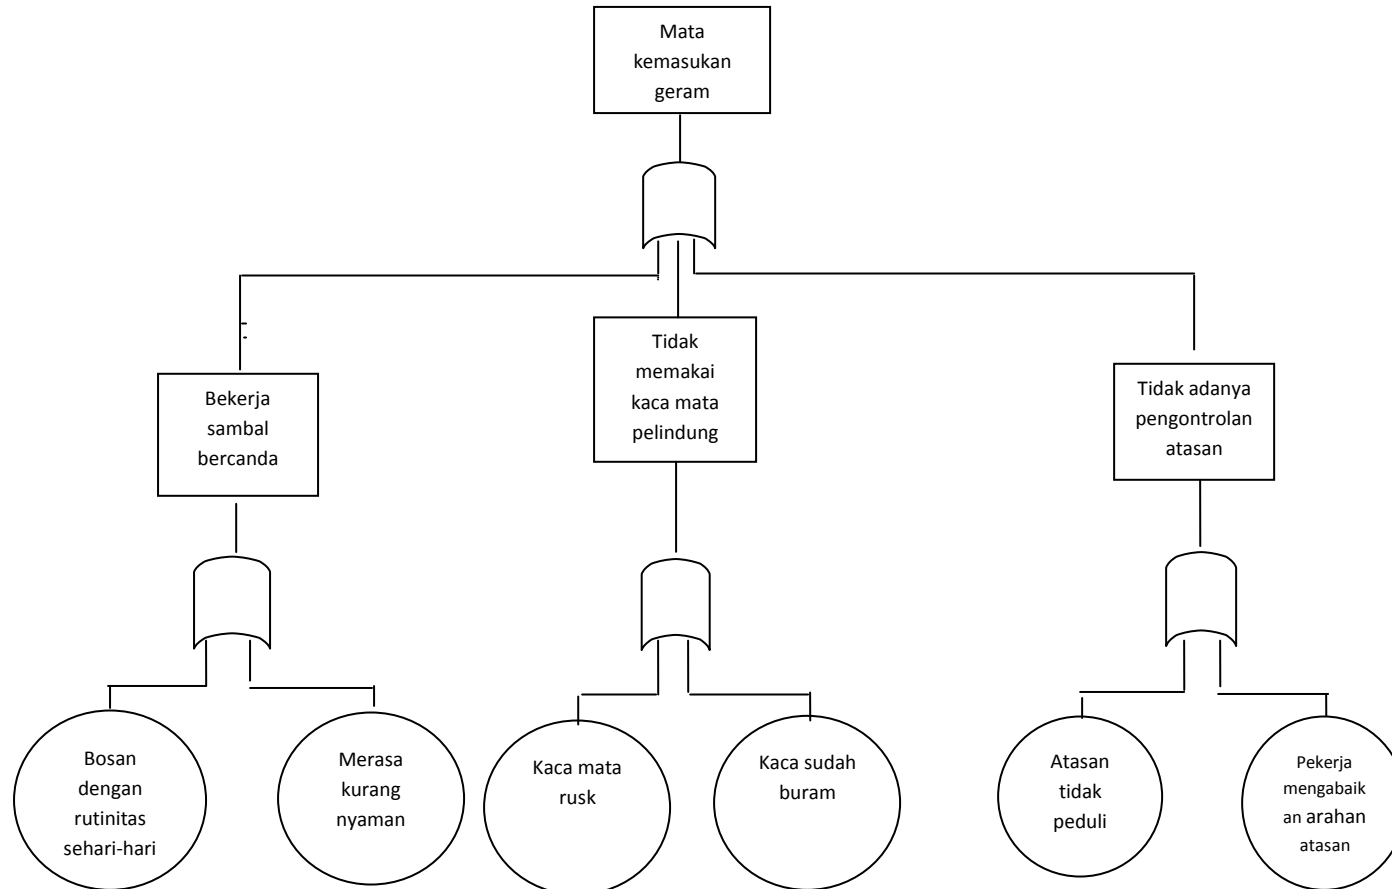 Mata
kemasukan
geram
Bekerja
sambal
bercanda
Tidak
memakai
kaca mata
pelindung
Tidak adanya
pengontrolan
atasan
Bosan
dengan
rutinitas
sehari-hari
Merasa
kurang
nyaman
Kaca mata
rusk
Kaca sudah
buram
Atasan
tidak
peduli
Pekerja
mengabaik
an arahan
atasan